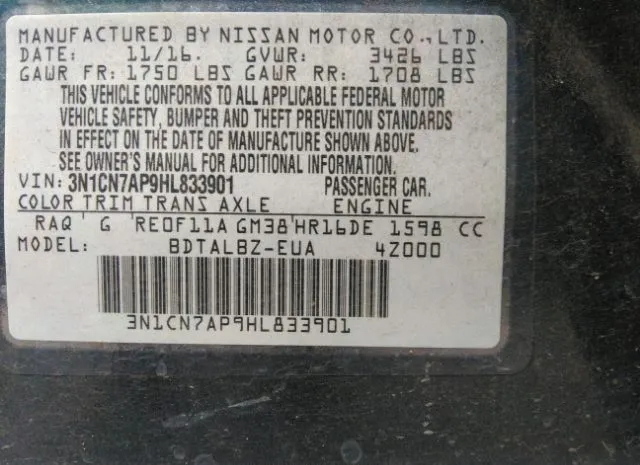 MANUFACTURED BY NISSAN MOTOR CO.,LTD.
DATE: 11/16. GVWR: 3426 LBS
GAWR FR: 1750 LBS GAWR RR: 1708 LBS
THIS VEHICLE CONFORMS TO ALL APPLICABLE FEDERAL MOTOR
VEHICLE SAFETY, BUMPER AND THEFT PREVENTION STANDARDS
IN EFFECT ON THE DATE OF MANUFACTURE SHOWN ABOVE.
SEE OWNER'S MANUAL FOR ADDITIONAL INFORMATION.
VIN: 3N1CN7AP9HL833901 PASSENGER CAR.
COLOR TRIM TRANS AXLE ENGINE
RAQ G RE0F11A GM38 HR16DE 1598 CC
MODEL: BDTALBZ-EUA 4Z000
3N1CN7AP9HL833901